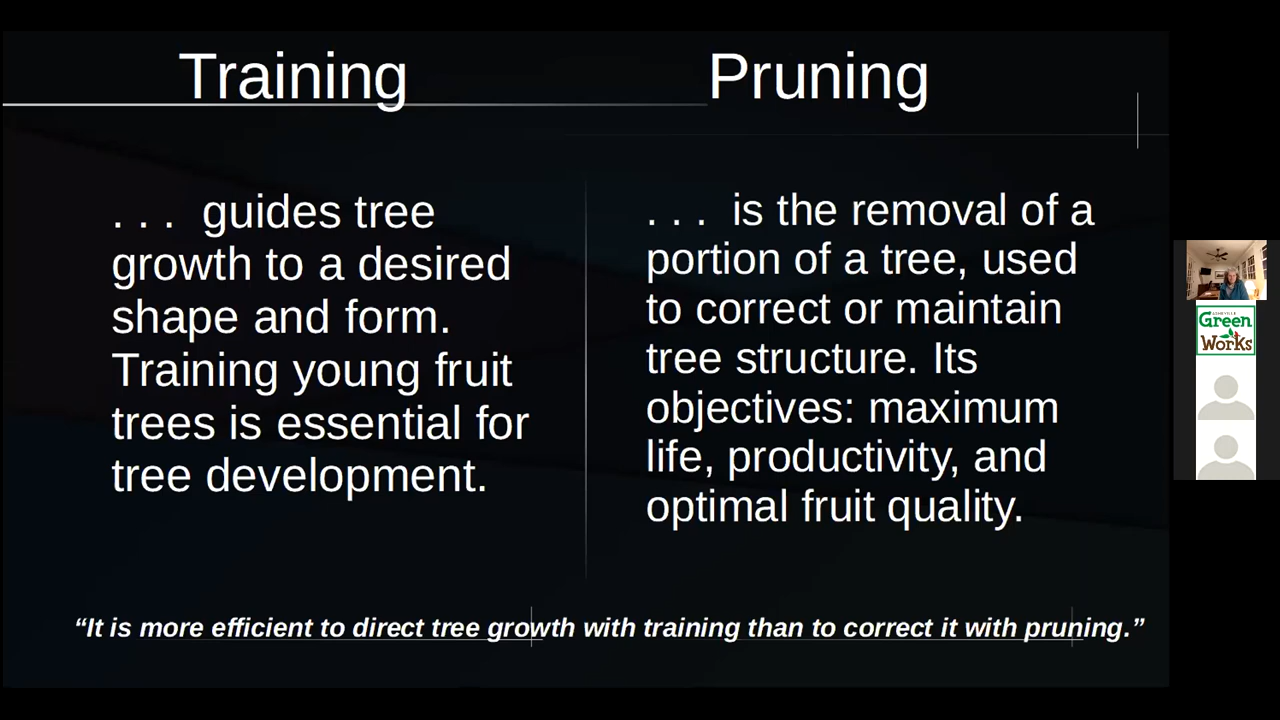 Training
Pruning
. . . guides tree
growth to a desired
shape and form.
Training young fruit
trees is essential for
tree development.
. . . is the removal of a
portion of a tree, used
to correct or maintain
tree structure. Its
objectives: maximum
life, productivity, and
optimal fruit quality.
“It is more efficient to direct tree growth with training than to correct it with pruning.”
ASHEVILLE
Green
Works